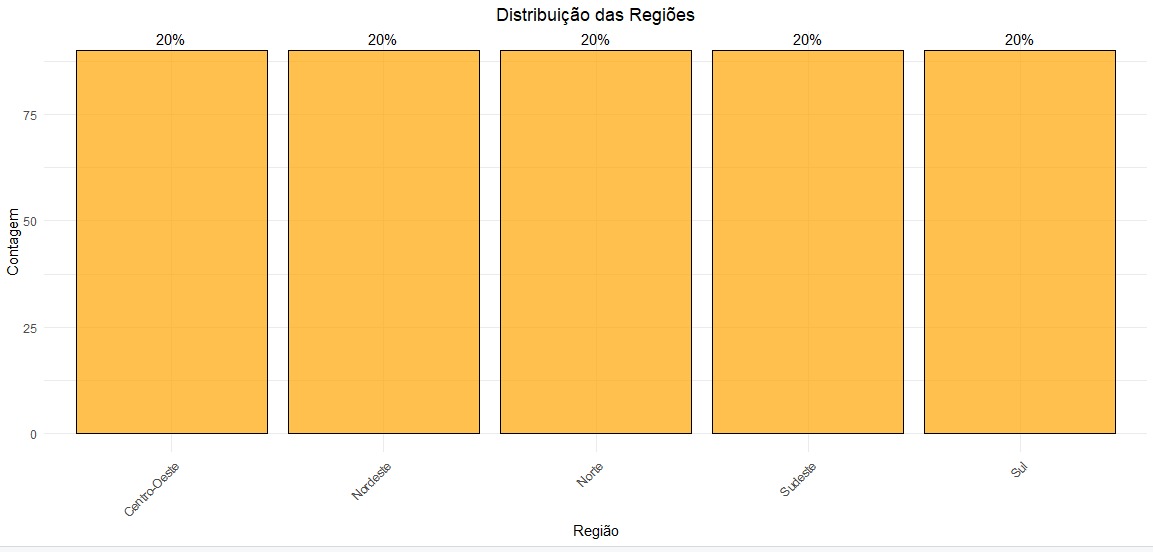 Distribuição das Regiões
20% 20% 20% 20% 20%
75
50
25
0
Contagem
Centro-Oeste Nordeste Norte Sudeste Sul
Região